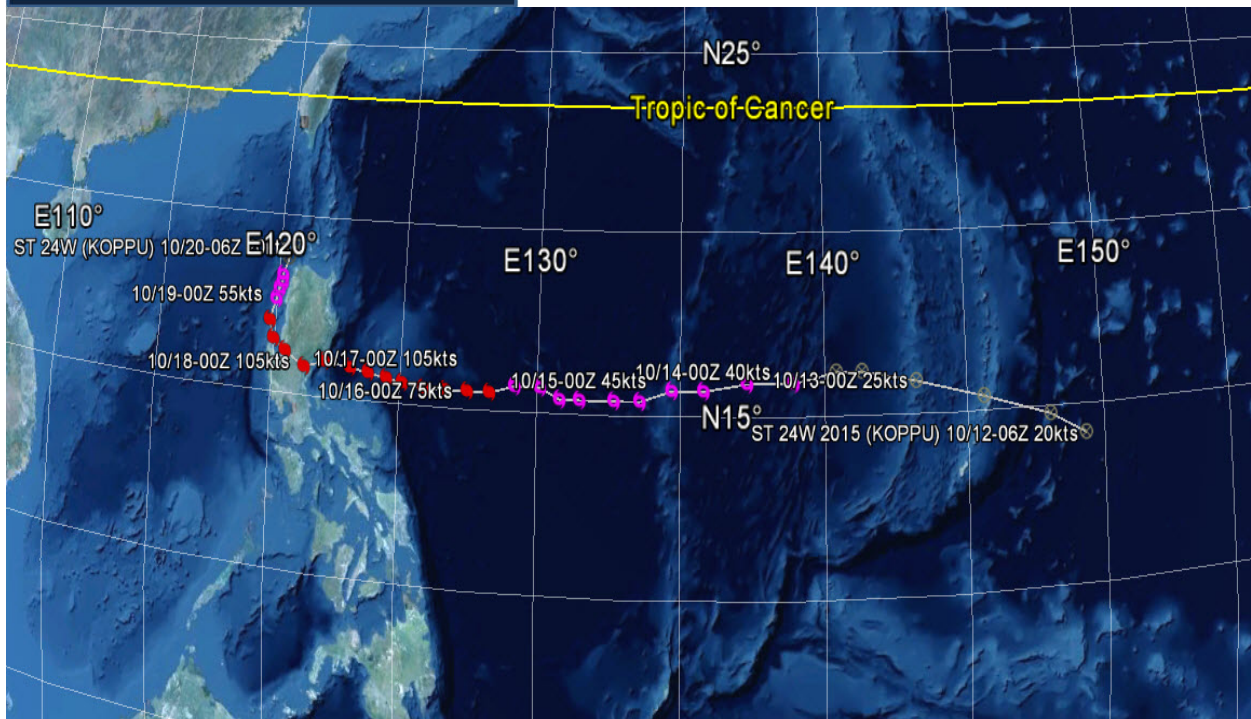 N25°
Tropic of Cancer
E110°
ST 24W (KOPPU) 10/20-06Z
E120°
E130°
E140°
E150°
10/19-00Z 55kts
10/18-00Z 105kts
10/17-00Z 105kts
10/16-00Z 75kts
10/15-00Z 45kts
10/14-00Z 40kts
10/13-00Z 25kts
N15°
ST 24W 2015 (KOPPU) 10/12-06Z 20kts